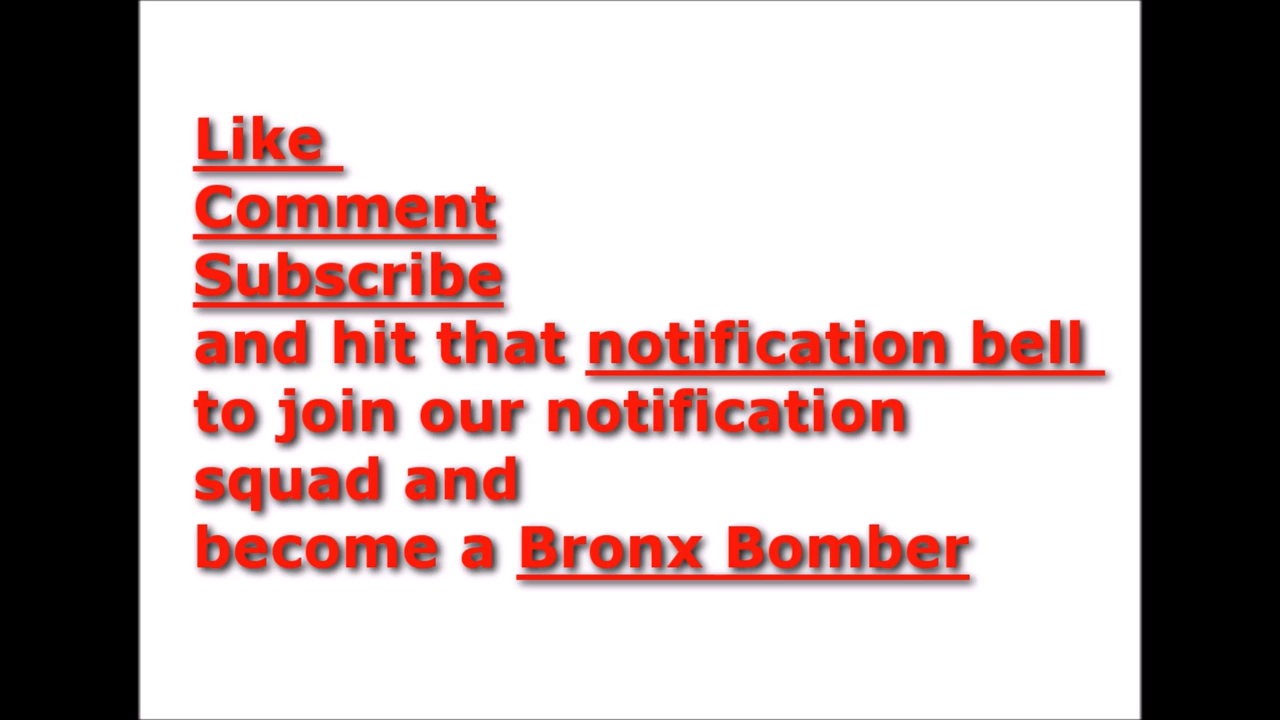 Like
Comment
Subscribe
and hit that notification bell
to join our notification
squad and
become a Bronx Bomber